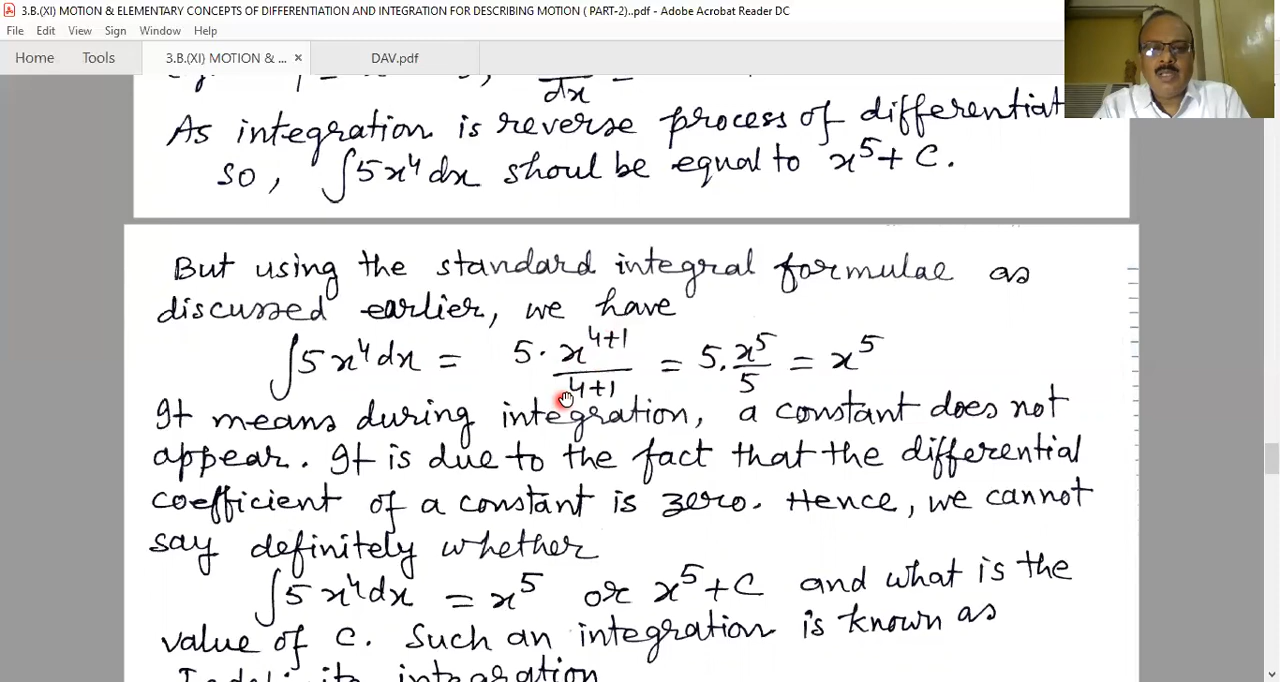 3.B.(XI) MOTION & ELEMENTARY CONCEPTS OF DIFFERENTIATION AND INTEGRATION FOR DESCRIBING MOTION ( PART-2)..pdf - Adobe Acrobat Reader DC
File Edit View Sign Window Help
Home Tools 3.B.(XI) MOTION & ... × DAV.pdf
dx
As integration is reverse process of differentiat
so, ∫5x⁴dx shoul be equal to x⁵+ C.
But using the standard integral formulae as
discussed earlier, we have
∫5x⁴dx = 5 · x⁴⁺¹/4+1 = 5. x⁵/5 = x⁵
It means during integration, a constant does not
appear. It is due to the fact that the differential
coefficient of a constant is zero. Hence, we cannot
say definitely whether
∫5x⁴dx = x⁵ or x⁵+C and what is the
value of C. Such an integration is known as
integration